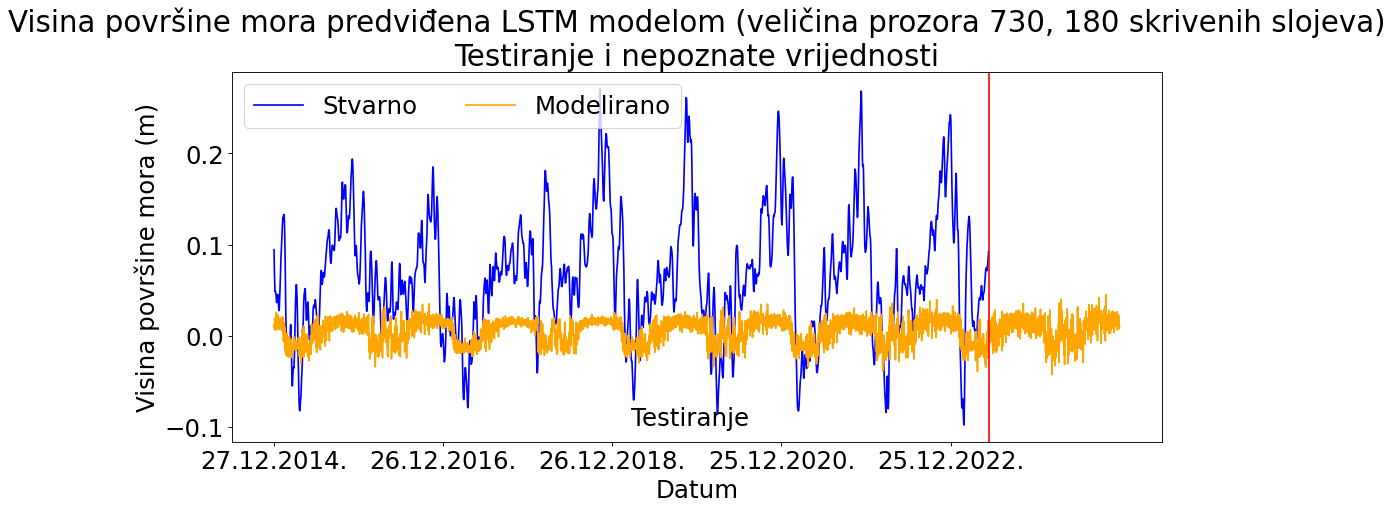 Visina površine mora predviđena LSTM modelom (veličina prozora 730, 180 skrivenih slojeva)
Testiranje i nepoznate vrijednosti
Stvarno Modelirano
Visina površine mora (m)
0.2
0.1
0.0
−0.1
Testiranje
27.12.2014. 26.12.2016. 26.12.2018. 25.12.2020. 25.12.2022.
Datum